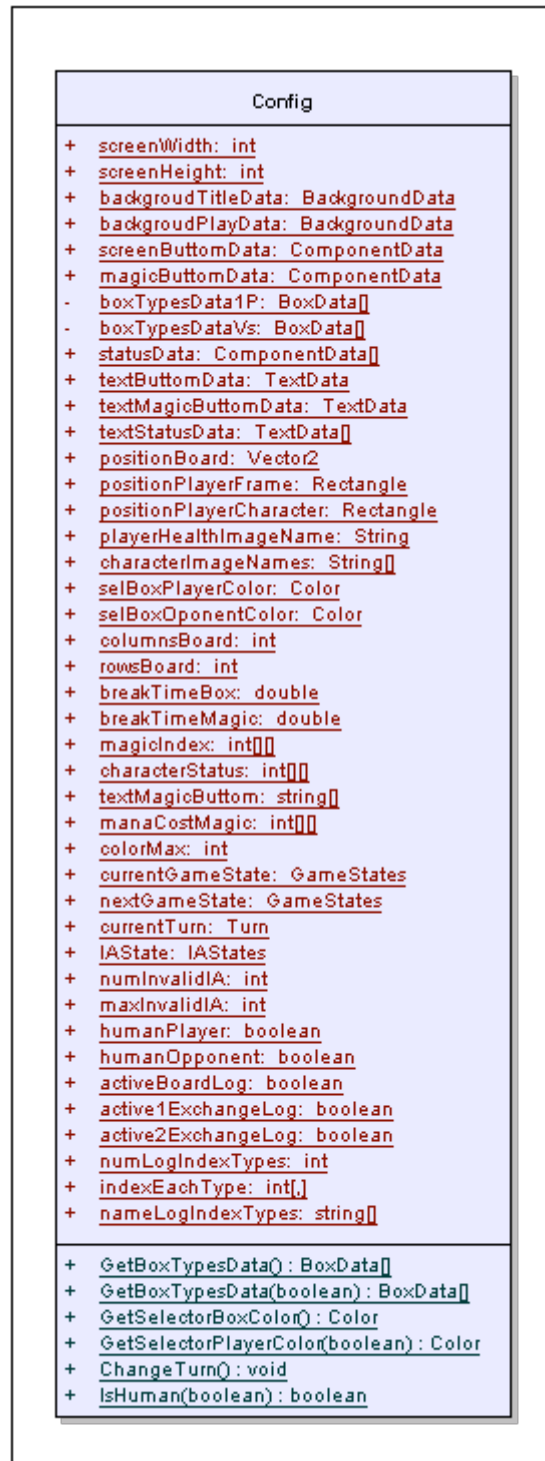 Config
+ screenWidth: int
+ screenHeight: int
+ backgroudTitleData: BackgroundData
+ backgroudPlayData: BackgroundData
+ screenButtomData: ComponentData
+ magicButtomData: ComponentData
- boxTypesData1P: BoxData[]
- boxTypesDataVs: BoxData[]
+ statusData: ComponentData[]
+ textButtomData: TextData
+ textMagicButtomData: TextData
+ textStatusData: TextData[]
+ positionBoard: Vector2
+ positionPlayerFrame: Rectangle
+ positionPlayerCharacter: Rectangle
+ playerHealthImageName: String
+ characterImageNames: String[]
+ selBoxPlayerColor: Color
+ selBoxOponentColor: Color
+ columnsBoard: int
+ rowsBoard: int
+ breakTimeBox: double
+ breakTimeMagic: double
+ magicIndex: int[][]
+ characterStatus: int[][]
+ textMagicButtom: string[]
+ manaCostMagic: int[][]
+ colorMax: int
+ currentGameState: GameStates
+ nextGameState: GameStates
+ currentTurn: Turn
+ IAState: IAStates
+ numInvalidIA: int
+ maxInvalidIA: int
+ humanPlayer: boolean
+ humanOpponent: boolean
+ activeBoardLog: boolean
+ active1ExchangeLog: boolean
+ active2ExchangeLog: boolean
+ numLogIndexTypes: int
+ indexEachType: int[,]
+ nameLogIndexTypes: string[]
+ GetBoxTypesData() : BoxData[]
+ GetBoxTypesData(boolean) : BoxData[]
+ GetSelectorBoxColor() : Color
+ GetSelectorPlayerColor(boolean) : Color
+ ChangeTurn() : void
+ IsHuman(boolean) : boolean